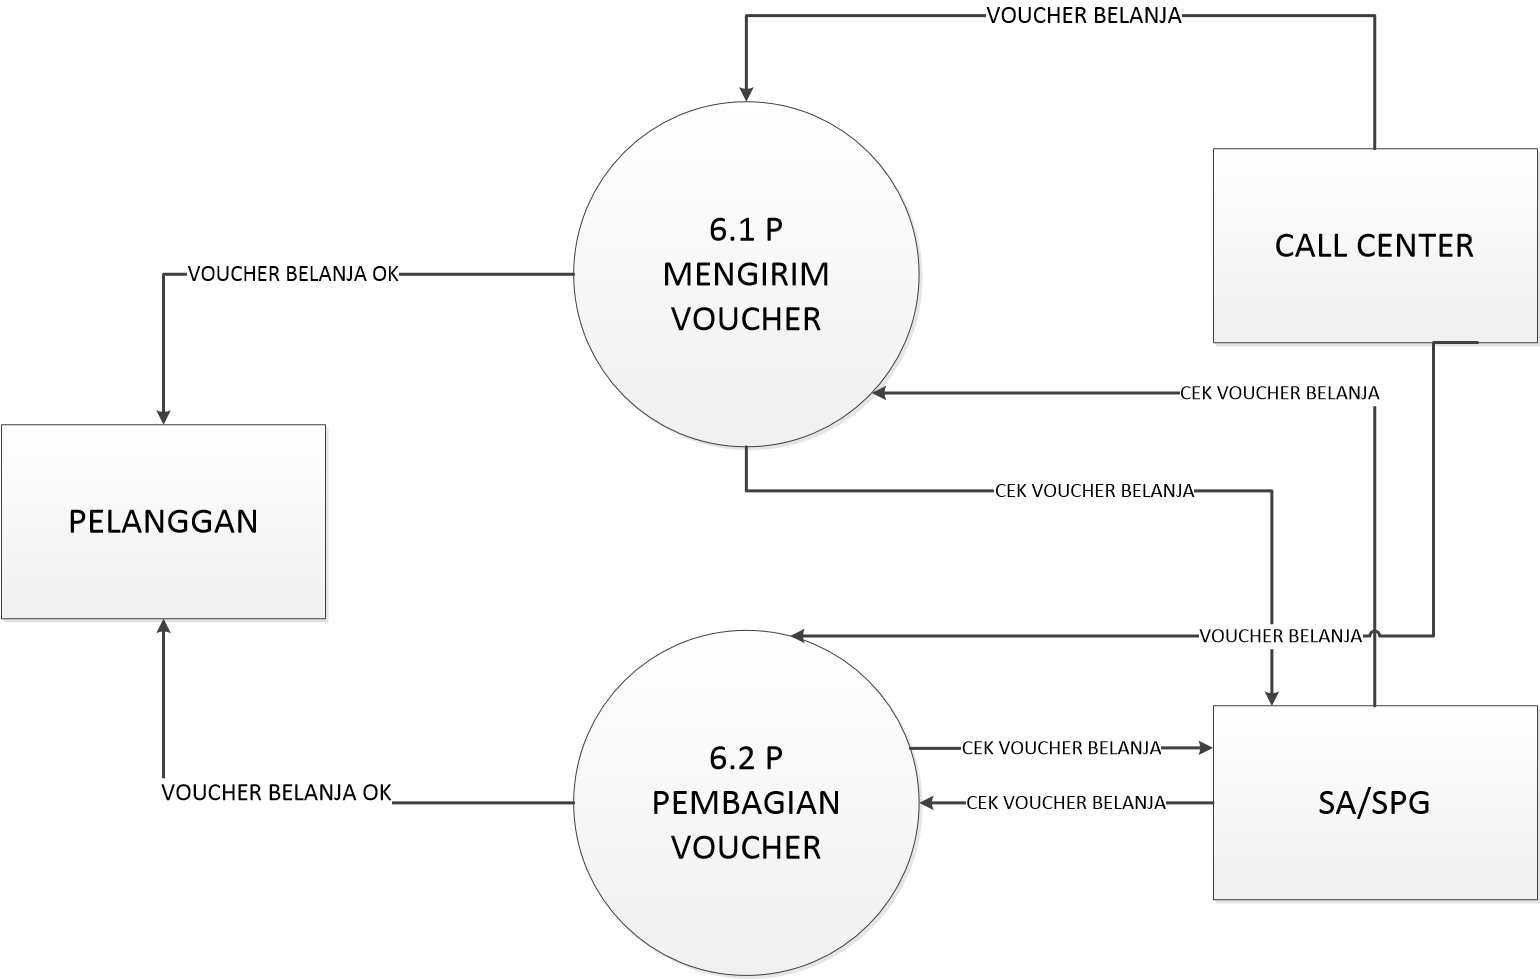 VOUCHER BELANJA
6.1 P
MENGIRIM
VOUCHER
CALL CENTER
VOUCHER BELANJA OK
CEK VOUCHER BELANJA
CEK VOUCHER BELANJA
PELANGGAN
VOUCHER BELANJA
6.2 P
PEMBAGIAN
VOUCHER
CEK VOUCHER BELANJA
CEK VOUCHER BELANJA
SA/SPG
VOUCHER BELANJA OK